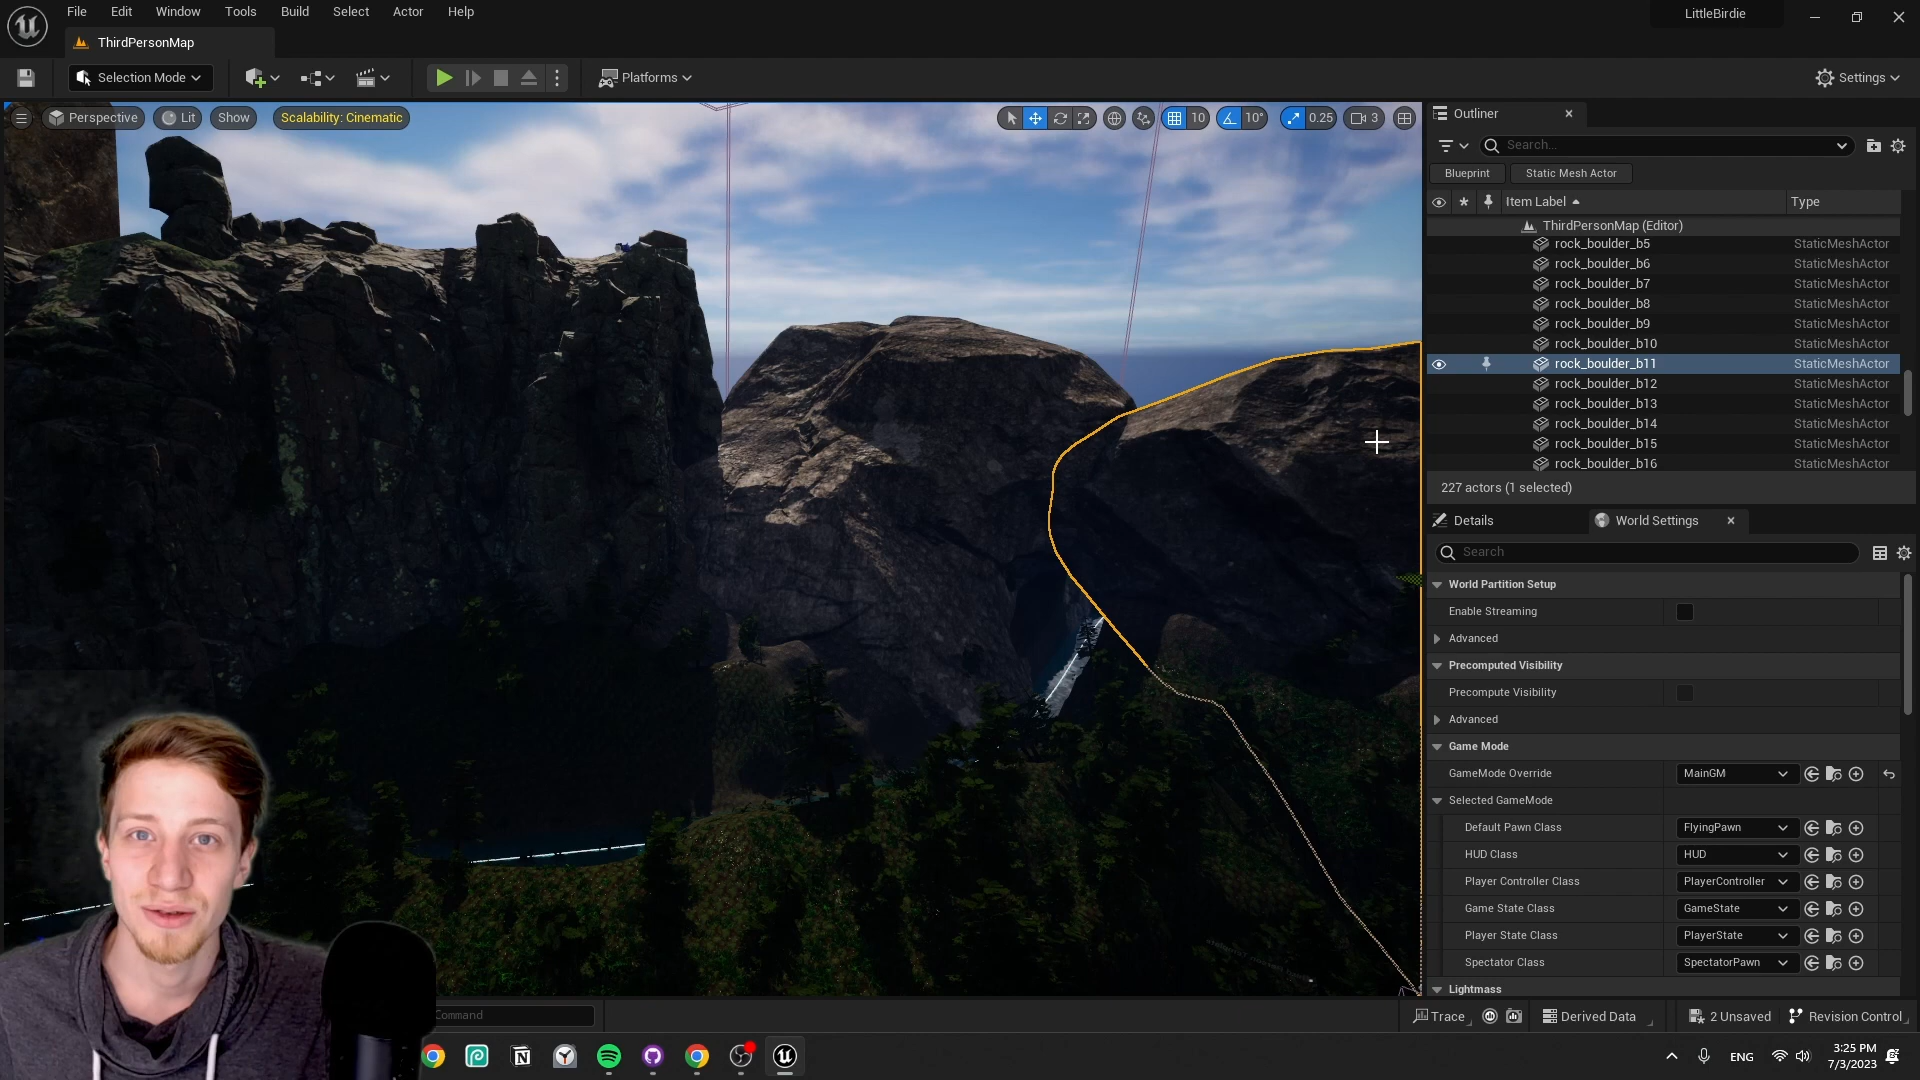 File Edit Window Tools Build Select Actor Help
LittleBirdie
ThirdPersonMap
Selection Mode
Platforms
Settings
Perspective Lit Show Scalability: Cinematic
10 10° 0.25 3
Outliner
Search...
Blueprint Static Mesh Actor
Item Label Type
ThirdPersonMap (Editor)
rock_boulder_b5 StaticMeshActor
rock_boulder_b6 StaticMeshActor
rock_boulder_b7 StaticMeshActor
rock_boulder_b8 StaticMeshActor
rock_boulder_b9 StaticMeshActor
rock_boulder_b10 StaticMeshActor
rock_boulder_b11 StaticMeshActor
rock_boulder_b12 StaticMeshActor
rock_boulder_b13 StaticMeshActor
rock_boulder_b14 StaticMeshActor
rock_boulder_b15 StaticMeshActor
rock_boulder_b16 StaticMeshActor
227 actors (1 selected)
Details World Settings
Search
World Partition Setup
Enable Streaming
Advanced
Precomputed Visibility
Precompute Visibility
Advanced
Game Mode
GameMode Override MainGM
Selected GameMode
Default Pawn Class FlyingPawn
HUD Class HUD
Player Controller Class PlayerController
Game State Class GameState
Player State Class PlayerState
Spectator Class SpectatorPawn
Lightmass
Command
Trace Derived Data 2 Unsaved Revision Control
ENG
3:25 PM
7/3/2023